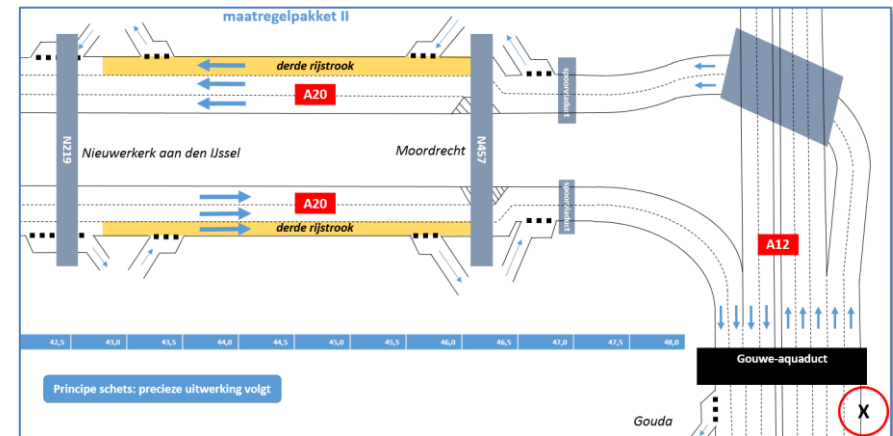 maatregelpakket II
derde rijstrook
A20
N219
Nieuwerkerk aan den IJssel
Moordrecht
N457
spoorviaduct
A20
derde rijstrook
spoorviaduct
A12
42,5 43,0 43,5 44,0 44,5 45,0 46,0 46,5 47,0 47,5 48,0
Gouwe-aquaduct
Principe schets: precieze uitwerking volgt
Gouda
X